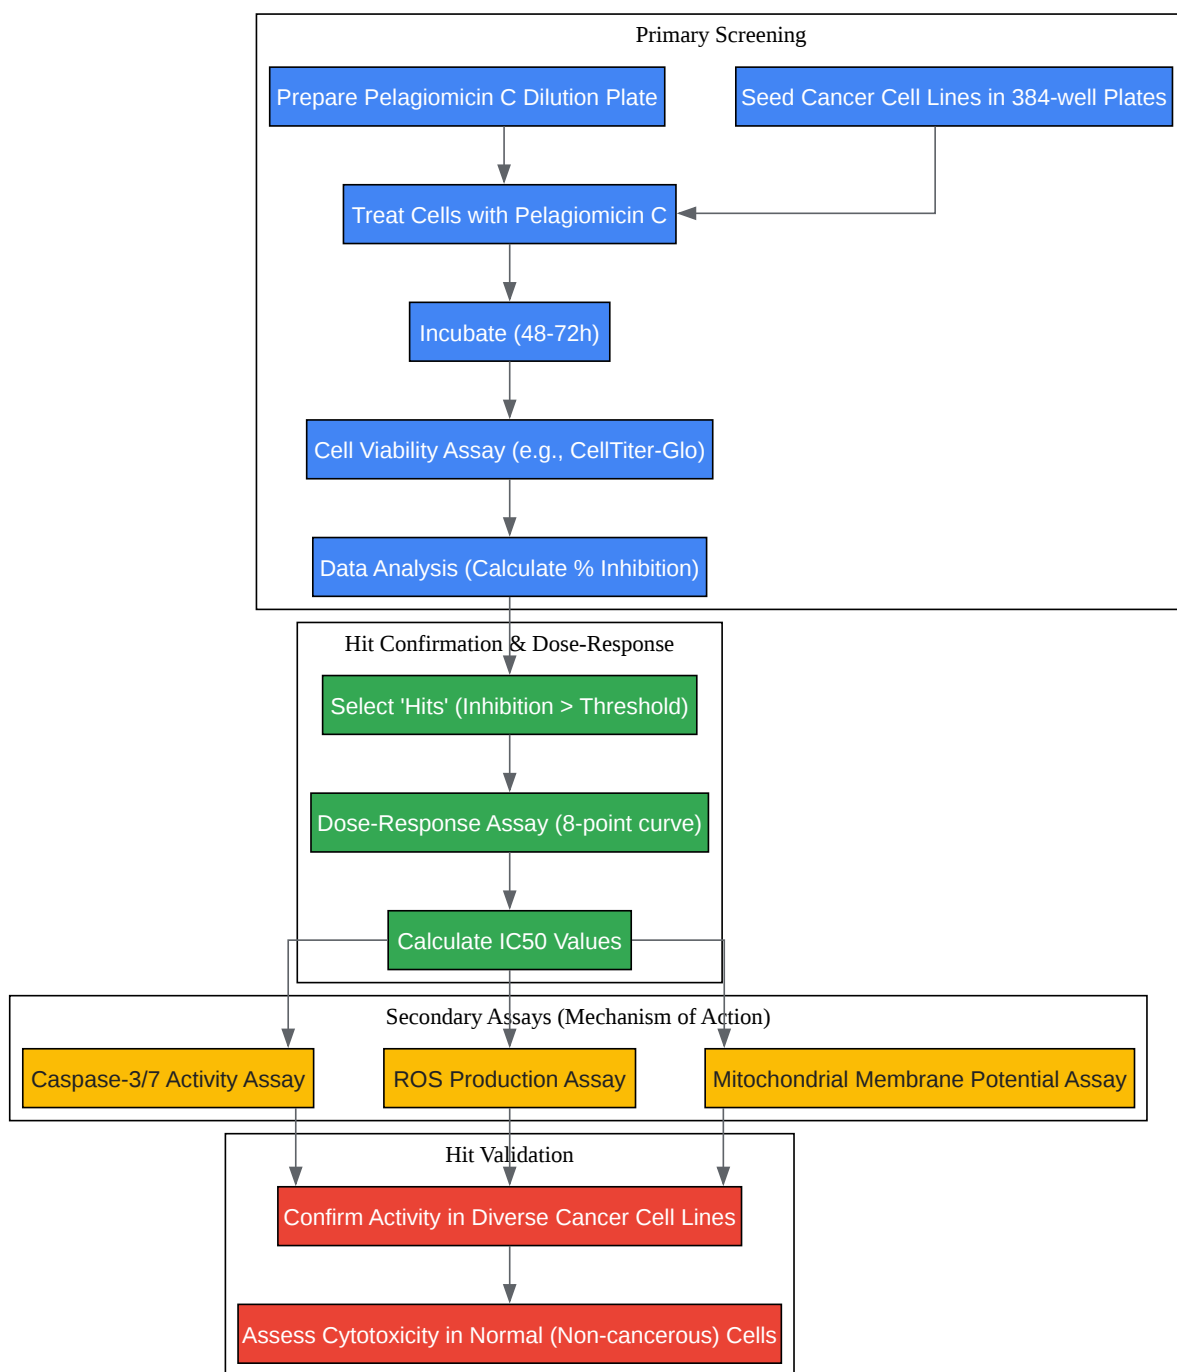 Primary Screening
Prepare Pelagiomicin C Dilution Plate
Seed Cancer Cell Lines in 384-well Plates
Treat Cells with Pelagiomicin C
Incubate (48-72h)
Cell Viability Assay (e.g., CellTiter-Glo)
Data Analysis (Calculate % Inhibition)
Hit Confirmation & Dose-Response
Select 'Hits' (Inhibition > Threshold)
Dose-Response Assay (8-point curve)
Calculate IC50 Values
Secondary Assays (Mechanism of Action)
Caspase-3/7 Activity Assay
ROS Production Assay
Mitochondrial Membrane Potential Assay
Hit Validation
Confirm Activity in Diverse Cancer Cell Lines
Assess Cytotoxicity in Normal (Non-cancerous) Cells